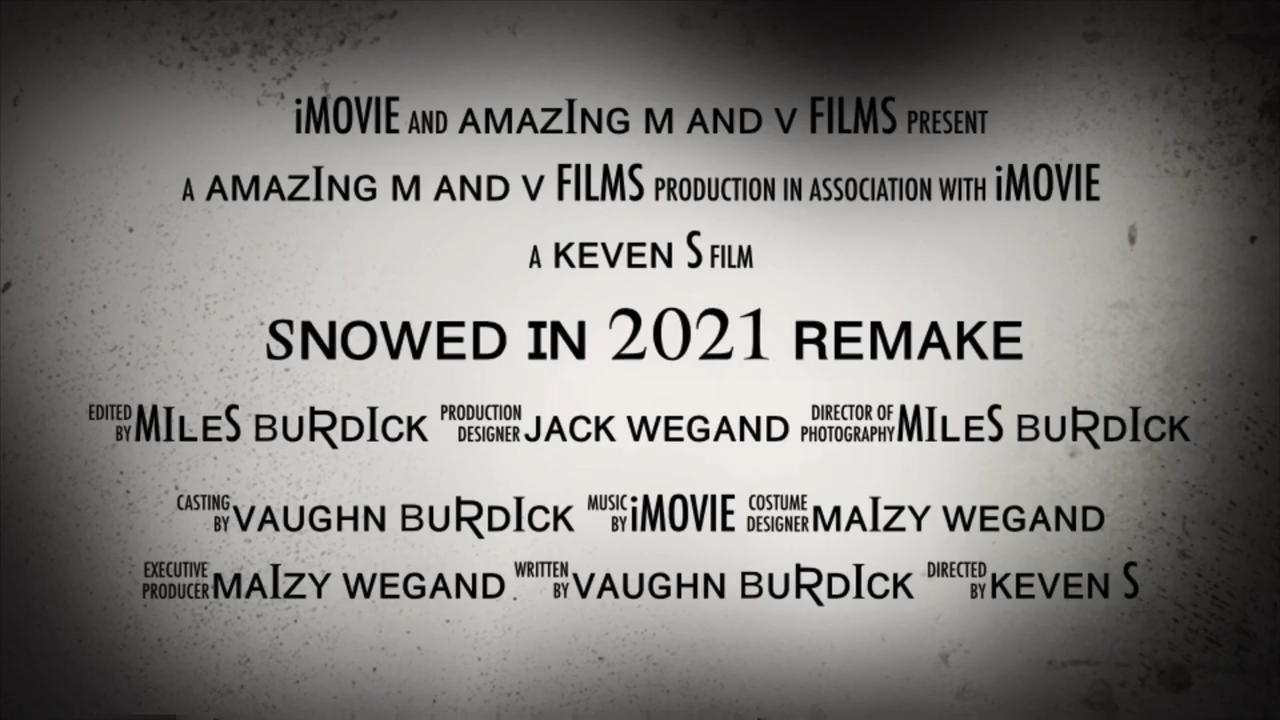 iMOVIE AND AMAZING M AND V FILMS PRESENT
A AMAZING M AND V FILMS PRODUCTION IN ASSOCIATION WITH iMOVIE
A KEVEN S FILM
SNOWED IN 2021 REMAKE
EDITED BY MILES BURDICK PRODUCTION DESIGNER JACK WEGAND DIRECTOR OF PHOTOGRAPHY MILES BURDICK
CASTING BY VAUGHN BURDICK MUSIC BY iMOVIE COSTUME DESIGNER MAIZY WEGAND
EXECUTIVE PRODUCER MAIZY WEGAND WRITTEN BY VAUGHN BURDICK DIRECTED BY KEVEN S